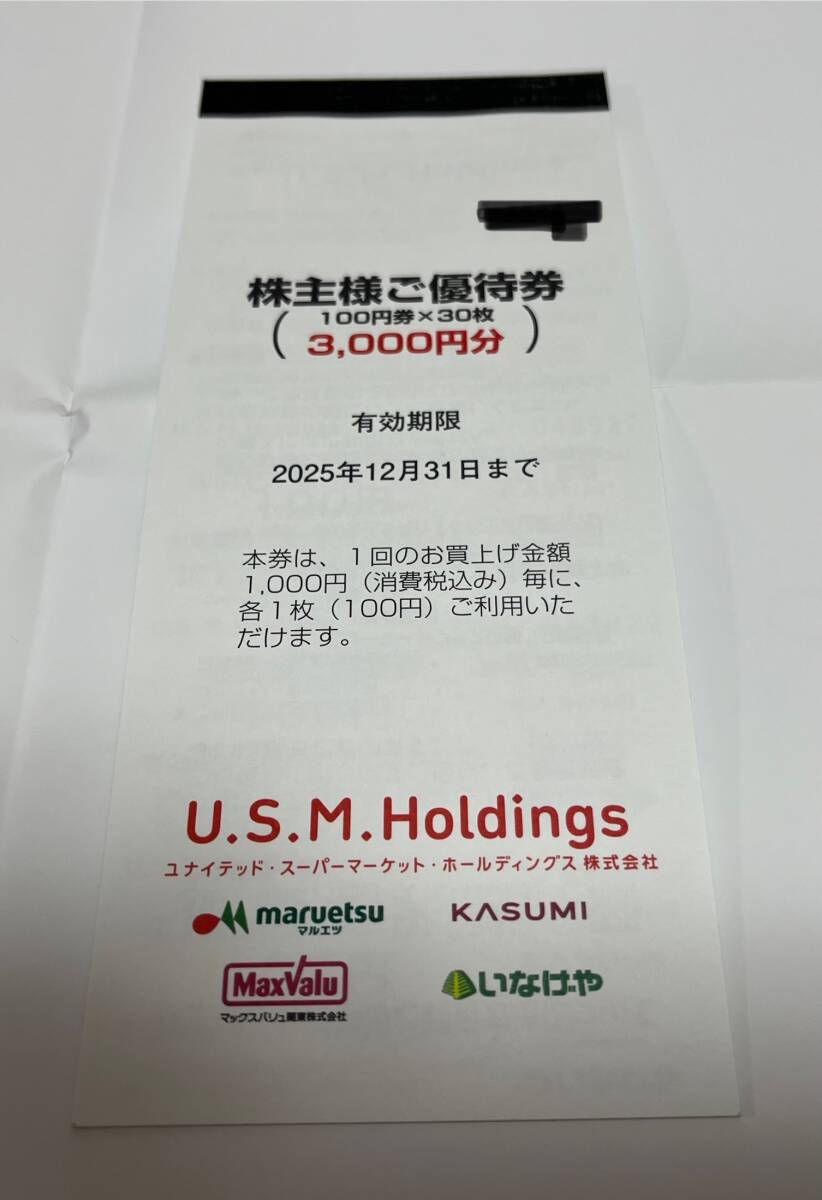 株主様ご優待券
(100円券×30枚
3,000円分)
有効期限
2025年12月31日まで
本券は、1回のお買上げ金額
1,000円(消費税込み)毎に、
各1枚(100円)ご利用いた
だけます。
U.S.M.Holdings
ユナイテッド・スーパーマーケット・ホールディングス 株式会社
maruetsu KASUMI
マルエツ
MaxValu いなげや
マックスバリュ関東株式会社